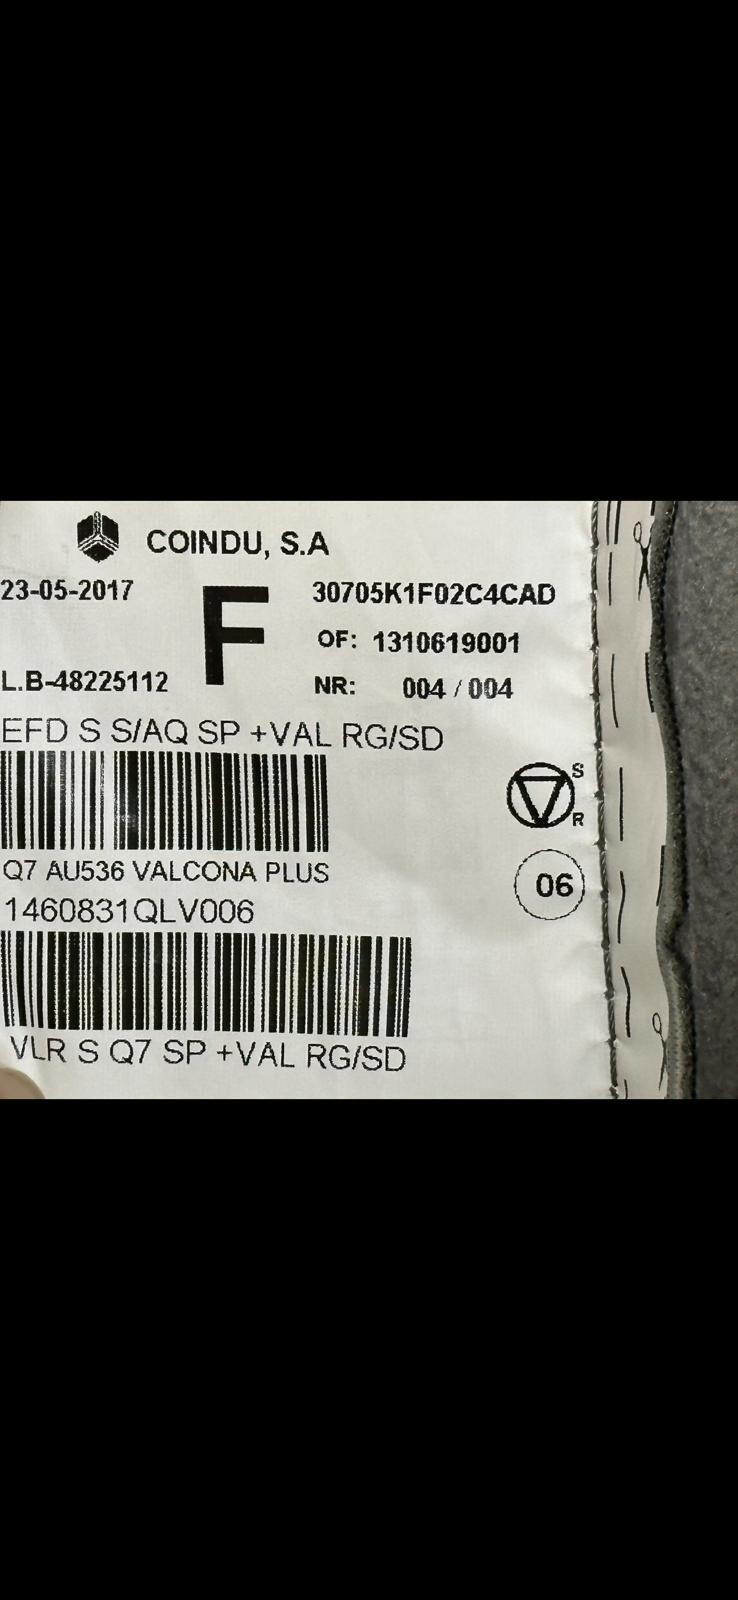 COINDU, S.A
23-05-2017
F
30705K1F02C4CAD
OF: 1310619001
L.B-48225112
NR: 004 / 004
EFD S S/AQ SP +VAL RG/SD
S
R
Q7 AU536 VALCONA PLUS
06
1460831QLV006
VLR S Q7 SP +VAL RG/SD